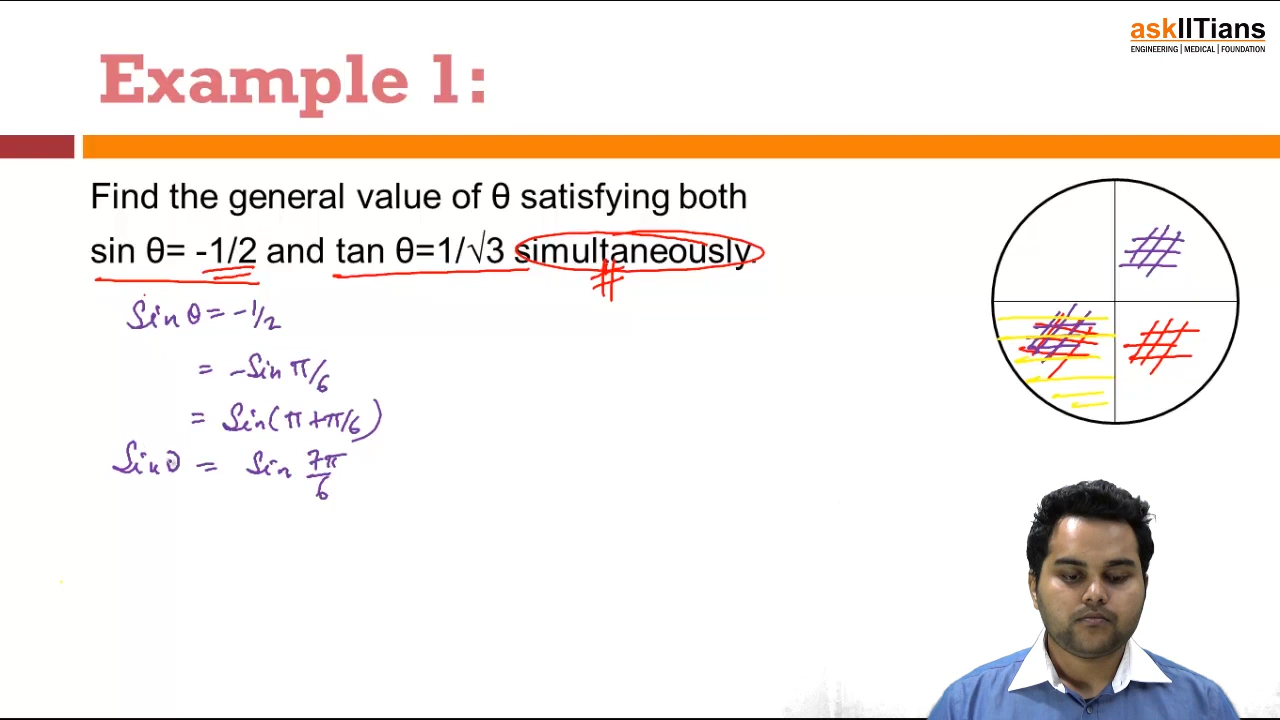 askIITians
ENGINEERING | MEDICAL | FOUNDATION
Example 1:
Find the general value of θ satisfying both
sin θ= -1/2 and tan θ=1/√3 simultaneously.
Sin θ = -1/2
= -Sin π/6
= Sin(π+π/6)
Sin θ = Sin 7π/6